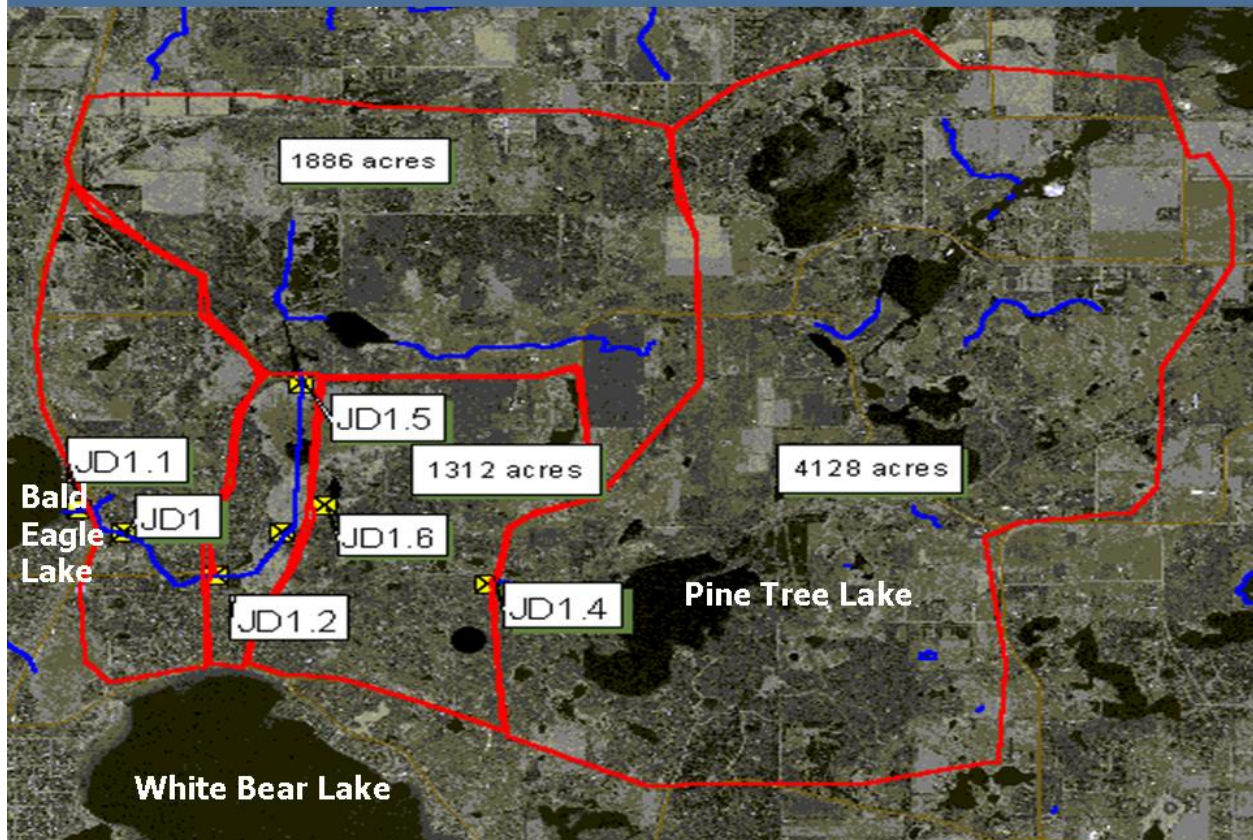 1886 acres
JD1.5
JD1.1
1312 acres
4128 acres
Bald
Eagle
Lake
JD1
JD1.6
Pine Tree Lake
JD1.4
JD1.2
White Bear Lake